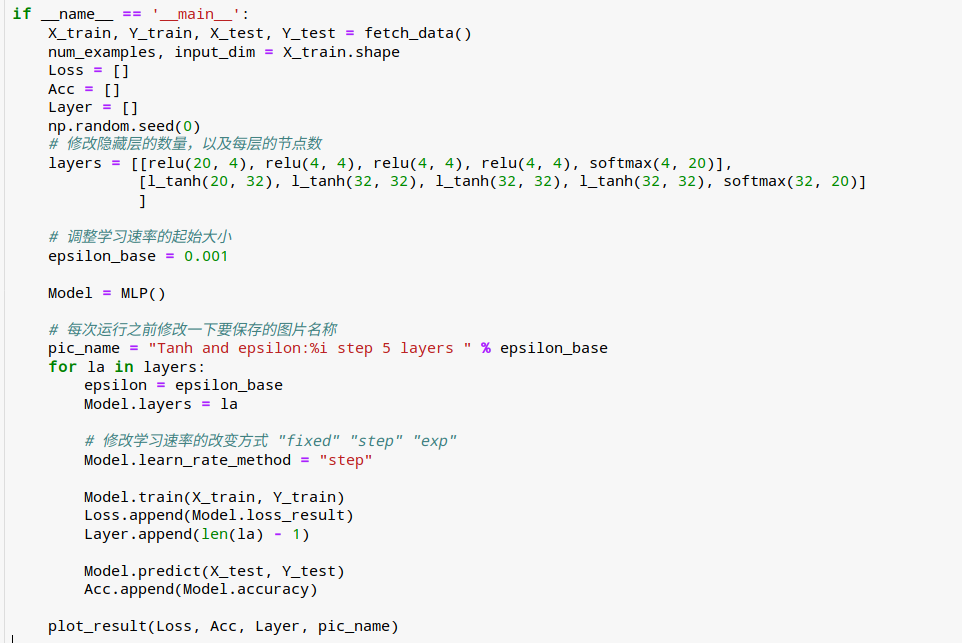 if __name__ == '__main__':
    X_train, Y_train, X_test, Y_test = fetch_data()
    num_examples, input_dim = X_train.shape
    Loss = []
    Acc = []
    Layer = []
    np.random.seed(0)
    # 修改隐藏层的数量，以及每层的节点数
    layers = [[relu(20, 4), relu(4, 4), relu(4, 4), relu(4, 4), softmax(4, 20)],
              [l_tanh(20, 32), l_tanh(32, 32), l_tanh(32, 32), l_tanh(32, 32), softmax(32, 20)]
              ]
    # 调整学习速率的起始大小
    epsilon_base = 0.001
    Model = MLP()
    # 每次运行之前修改一下要保存的图片名称
    pic_name = "Tanh and epsilon:%i step 5 layers " % epsilon_base
    for la in layers:
        epsilon = epsilon_base
        Model.layers = la
        # 修改学习速率的改变方式 "fixed" "step" "exp"
        Model.learn_rate_method = "step"
        Model.train(X_train, Y_train)
        Loss.append(Model.loss_result)
        Layer.append(len(la) - 1)
        Model.predict(X_test, Y_test)
        Acc.append(Model.accuracy)
    plot_result(Loss, Acc, Layer, pic_name)